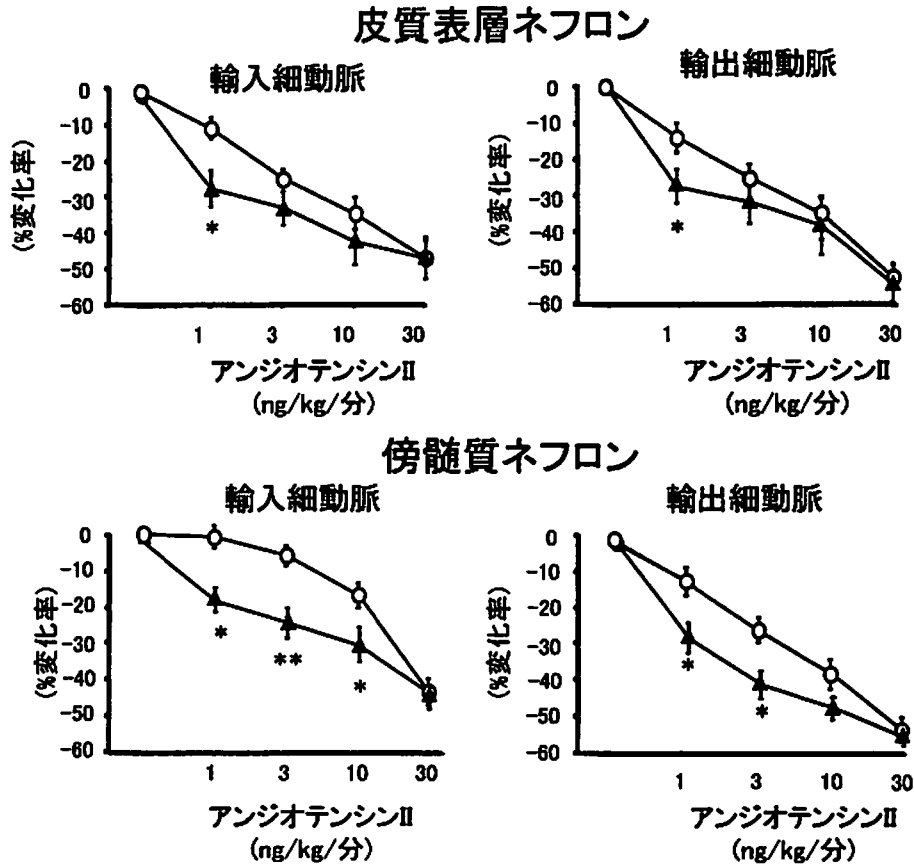 皮質表層ネフロン
輸入細動脈
輸出細動脈
(%変化率)
0
-10
-20
-30
-40
-50
-60
*
1 3 10 30
アンジオテンシンII
(ng/kg/分)
(%変化率)
0
-10
-20
-30
-40
-50
-60
*
1 3 10 30
アンジオテンシンII
(ng/kg/分)
傍髄質ネフロン
輸入細動脈
輸出細動脈
(%変化率)
0
-10
-20
-30
-40
-50
-60
*
**
*
1 3 10 30
アンジオテンシンII
(ng/kg/分)
(%変化率)
0
-10
-20
-30
-40
-50
-60
*
*
1 3 10 30
アンジオテンシンII
(ng/kg/分)